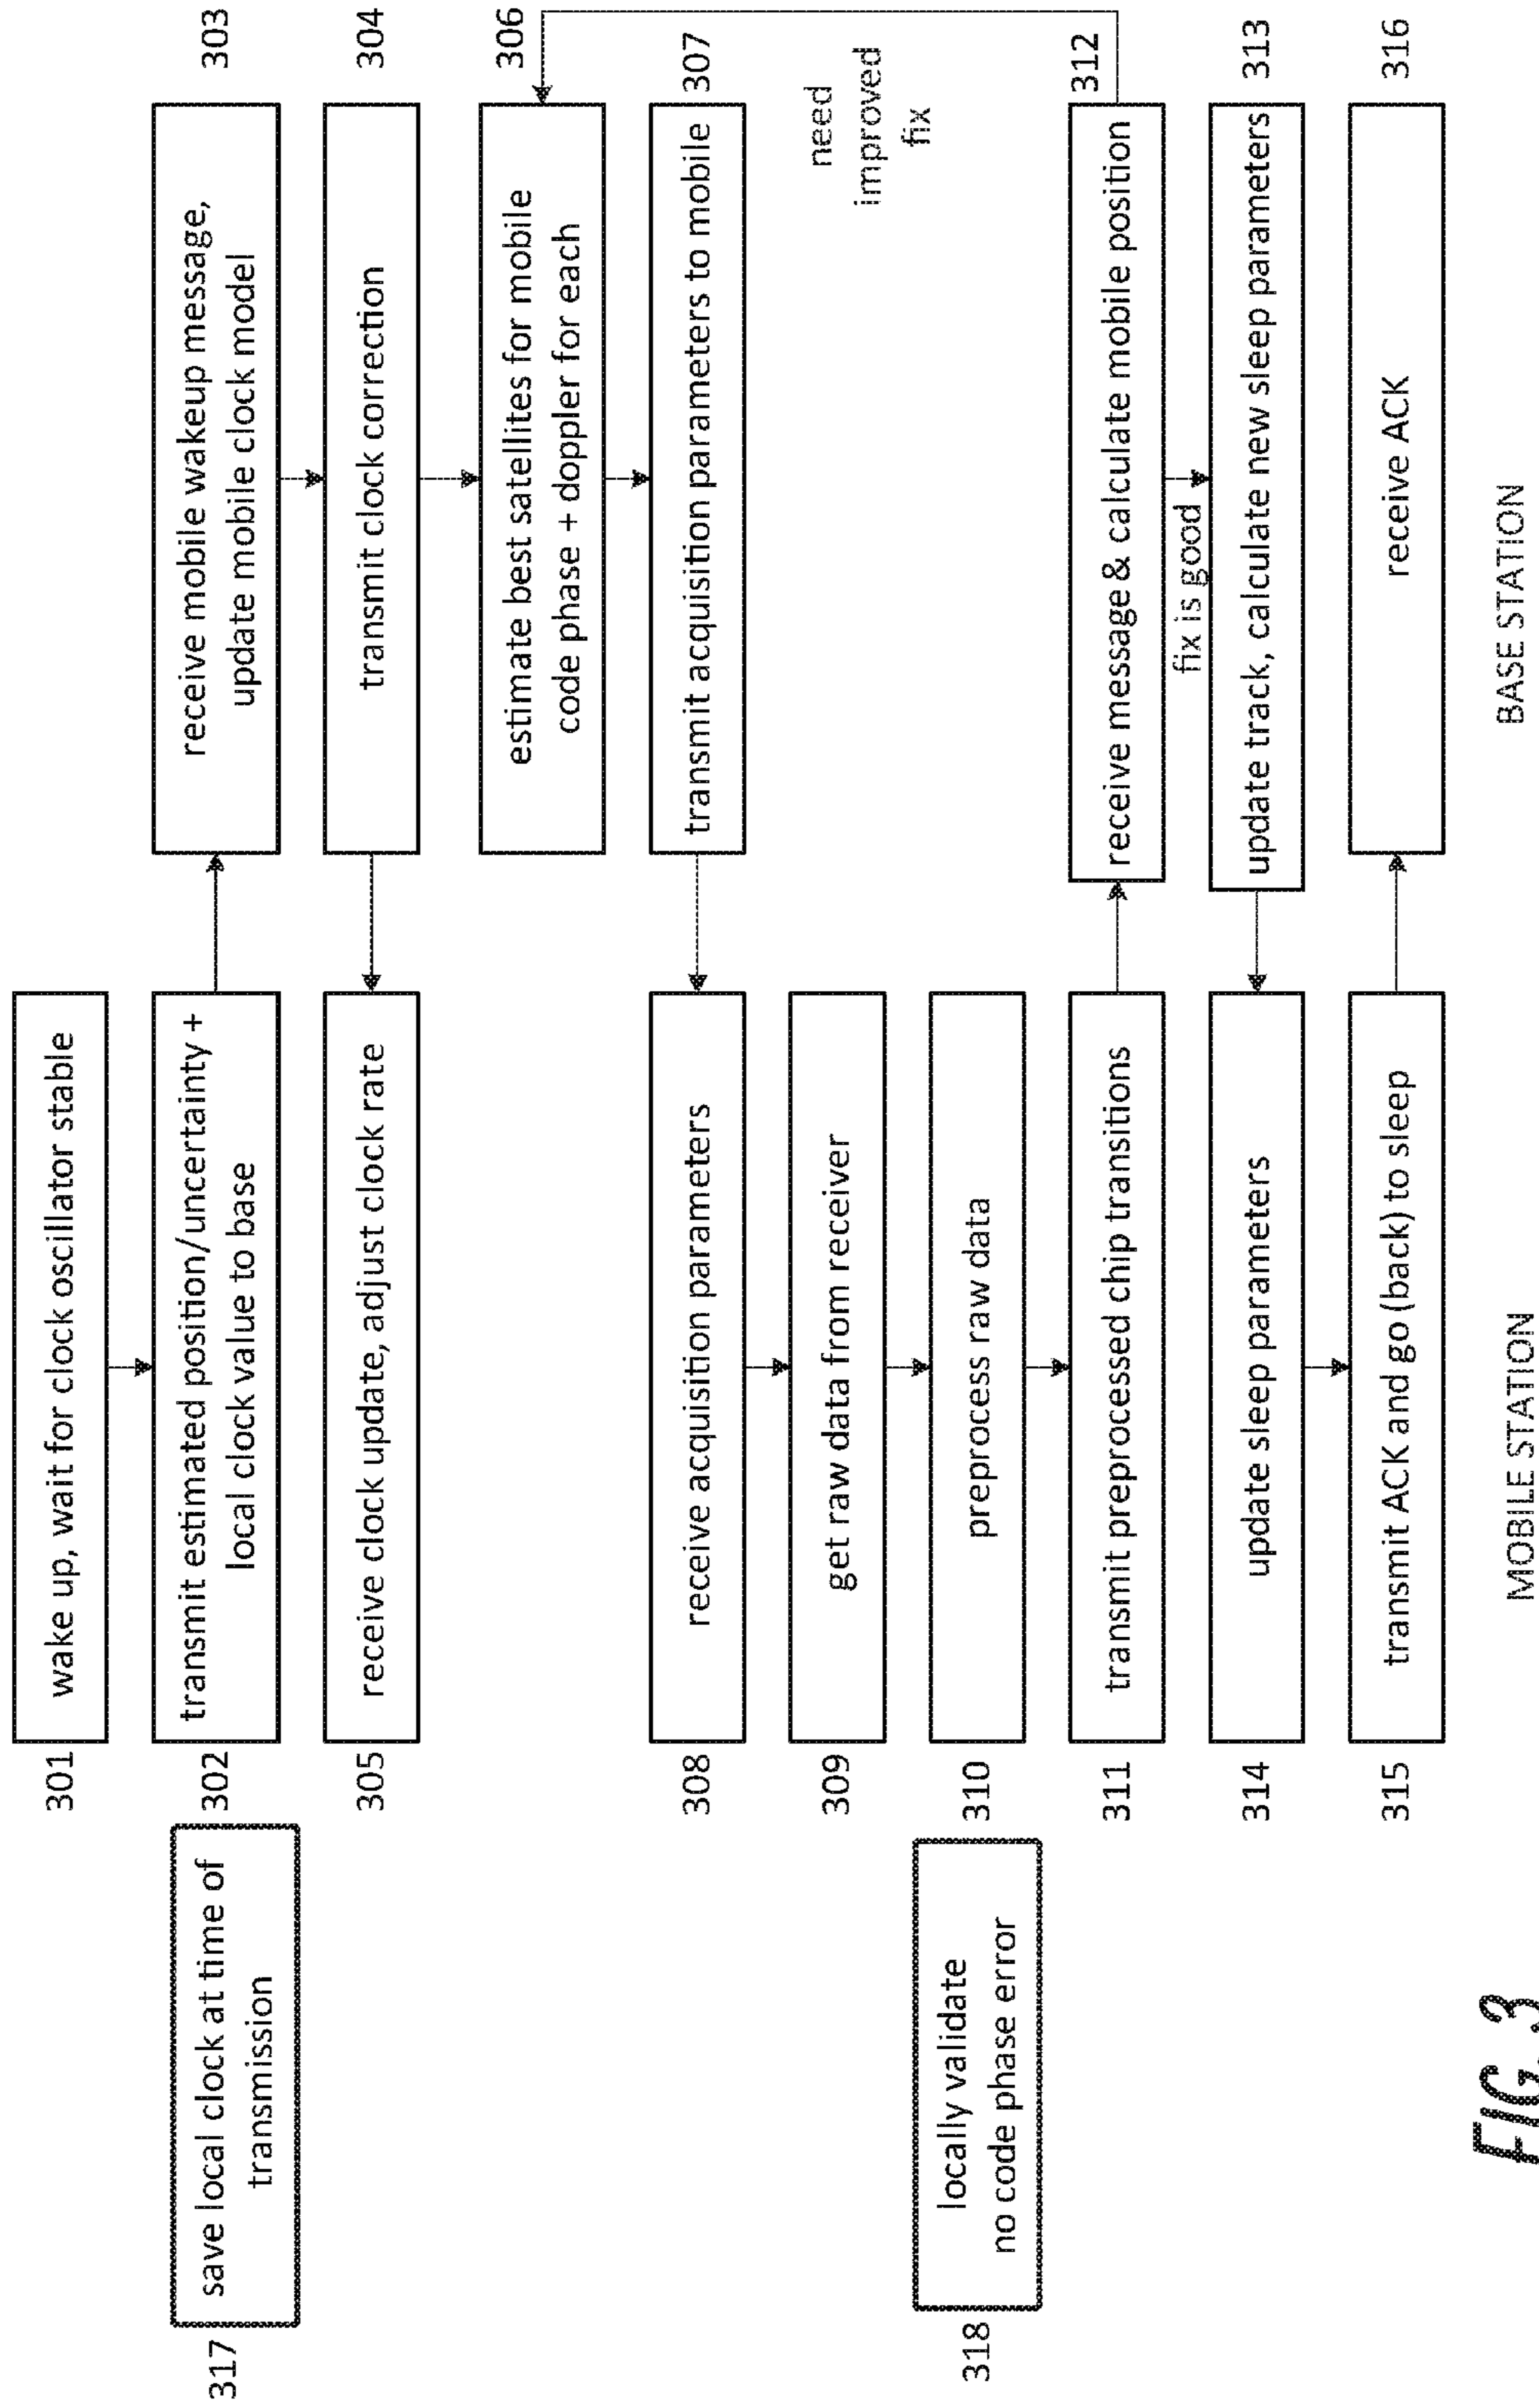 301
wake up, wait for clock oscillator stable
317
save local clock at time of
transmission
302
transmit estimated position/uncertainty +
local clock value to base
303
receive mobile wakeup message,
update mobile clock model
305
receive clock update, adjust clock rate
304
transmit clock correction
306
estimate best satellites for mobile
code phase + doppler for each
308
receive acquisition parameters
307
transmit acquisition parameters to mobile
309
get raw data from receiver
need
improved
fix
318
locally validate
no code phase error
310
preprocess raw data
311
transmit preprocessed chip transitions
312
receive message & calculate mobile position
fix is good
314
update sleep parameters
313
update track, calculate new sleep parameters
315
transmit ACK and go (back) to sleep
316
receive ACK
MOBILE STATION
BASE STATION
FIG. 3